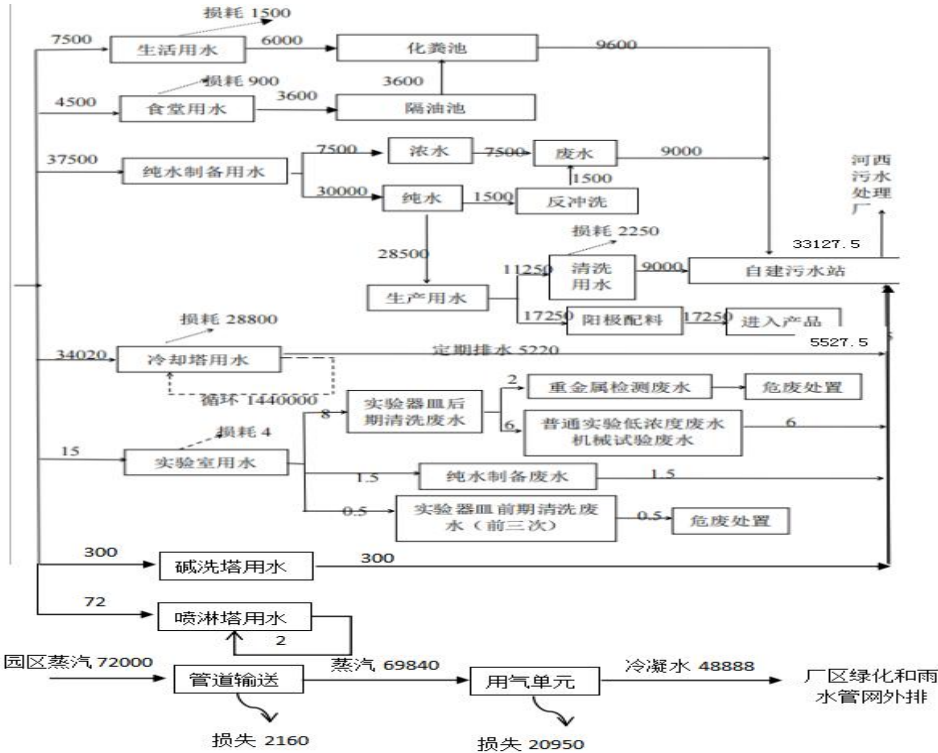 损耗 1500
7500
生活用水
6000
化粪池
9600
损耗 900
3600
4500
食堂用水
3600
隔油池
37500
纯水制备用水
7500
浓水
7500
废水
9000
河西
污水
处理
厂
30000
纯水
1500
反冲洗
1500
损耗 2250
28500
33127.5
11250
清洗
用水
9000
自建污水站
生产用水
17250
阳极配料
17250
进入产品
损耗 28800
5527.5
34020
冷却塔用水
定期排水 5220
循环 1440000
实验器皿后
期清洗废水
2
重金属检测废水
危废处置
8
6
普通实验低浓度废水
机械试验废水
6
损耗 4
15
实验室用水
1.5
纯水制备废水
1.5
0.5
实验器皿前期清洗废
水（前三次）
0.5
危废处置
300
碱洗塔用水
300
72
喷淋塔用水
2
园区蒸汽 72000
管道输送
蒸汽 69840
用气单元
冷凝水 48888
厂区绿化和雨
水管网外排
损失 2160
损失 20950